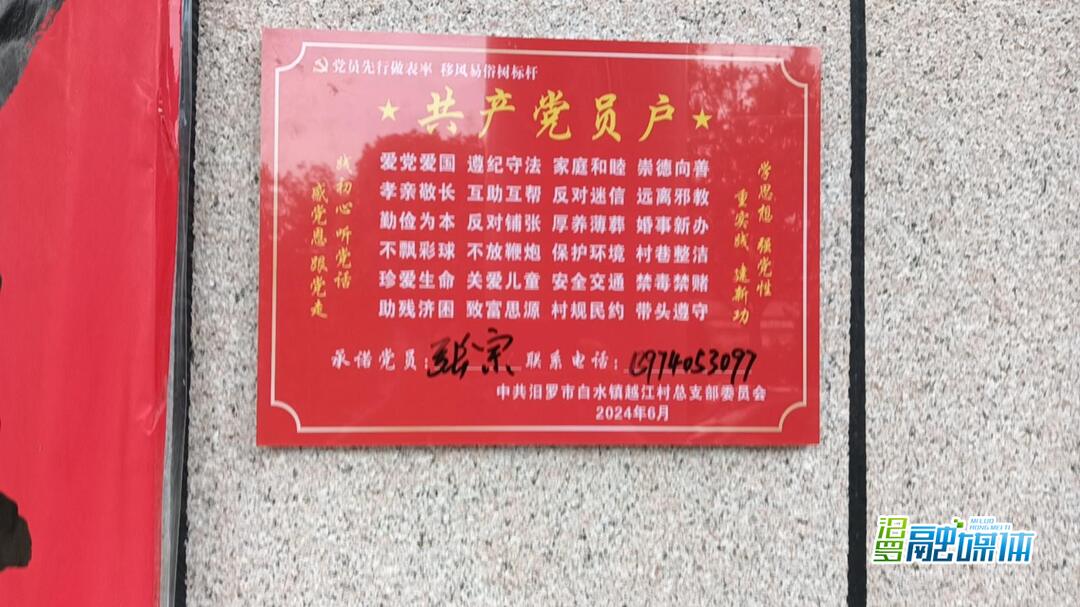 党员先行做表率 移风易俗树标杆
★共产党员户★
践初心 听党话
感党恩 跟党走
爱党爱国 遵纪守法 家庭和睦 崇德向善
孝亲敬长 互助互帮 反对迷信 远离邪教
勤俭为本 反对铺张 厚养薄葬 婚事新办
不飘彩球 不放鞭炮 保护环境 村巷整洁
珍爱生命 关爱儿童 安全交通 禁毒禁赌
助残济困 致富思源 村规民约 带头遵守
学思想 强党性
重实践 建新功
承诺党员：张宗 联系电话：15974053097
中共汨罗市白水镇越江村总支部委员会
2024年6月
汨罗融媒体
MI LUO
RONG MEI TI